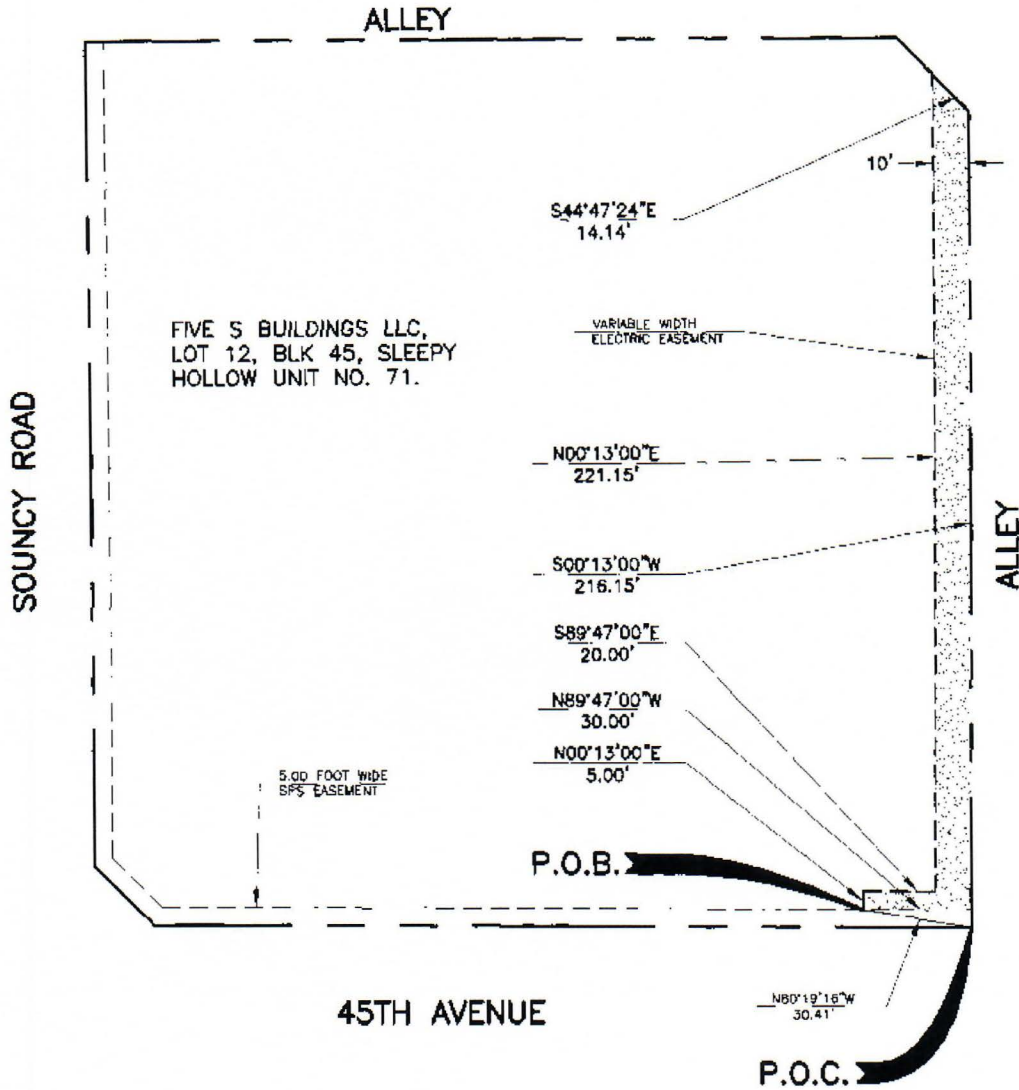 ALLEY
10'
S44°47'24"E
14.14'
VARIABLE WIDTH
ELECTRIC EASEMENT
FIVE S BUILDINGS LLC,
LOT 12, BLK 45, SLEEPY
HOLLOW UNIT NO. 71.
SOUNCY ROAD
N00°13'00"E
221.15'
S00°13'00"W
216.15'
ALLEY
S89°47'00"E
20.00'
N89°47'00"W
30.00'
N00°13'00"E
5.00'
5.00 FOOT WIDE
SPS EASEMENT
P.O.B.
45TH AVENUE
N80°19'16"W
30.41'
P.O.C.